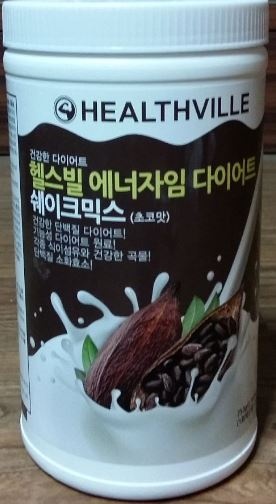 HEALTHVILLE
건강한 다이어트
헬스빌 에너자임 다이어트
쉐이크믹스 (초코맛)
건강한 단백질 다이어트!
기능성 다이어트 원료!
각종 식이섬유와 건강한 곡물!
단백질 소화효소!